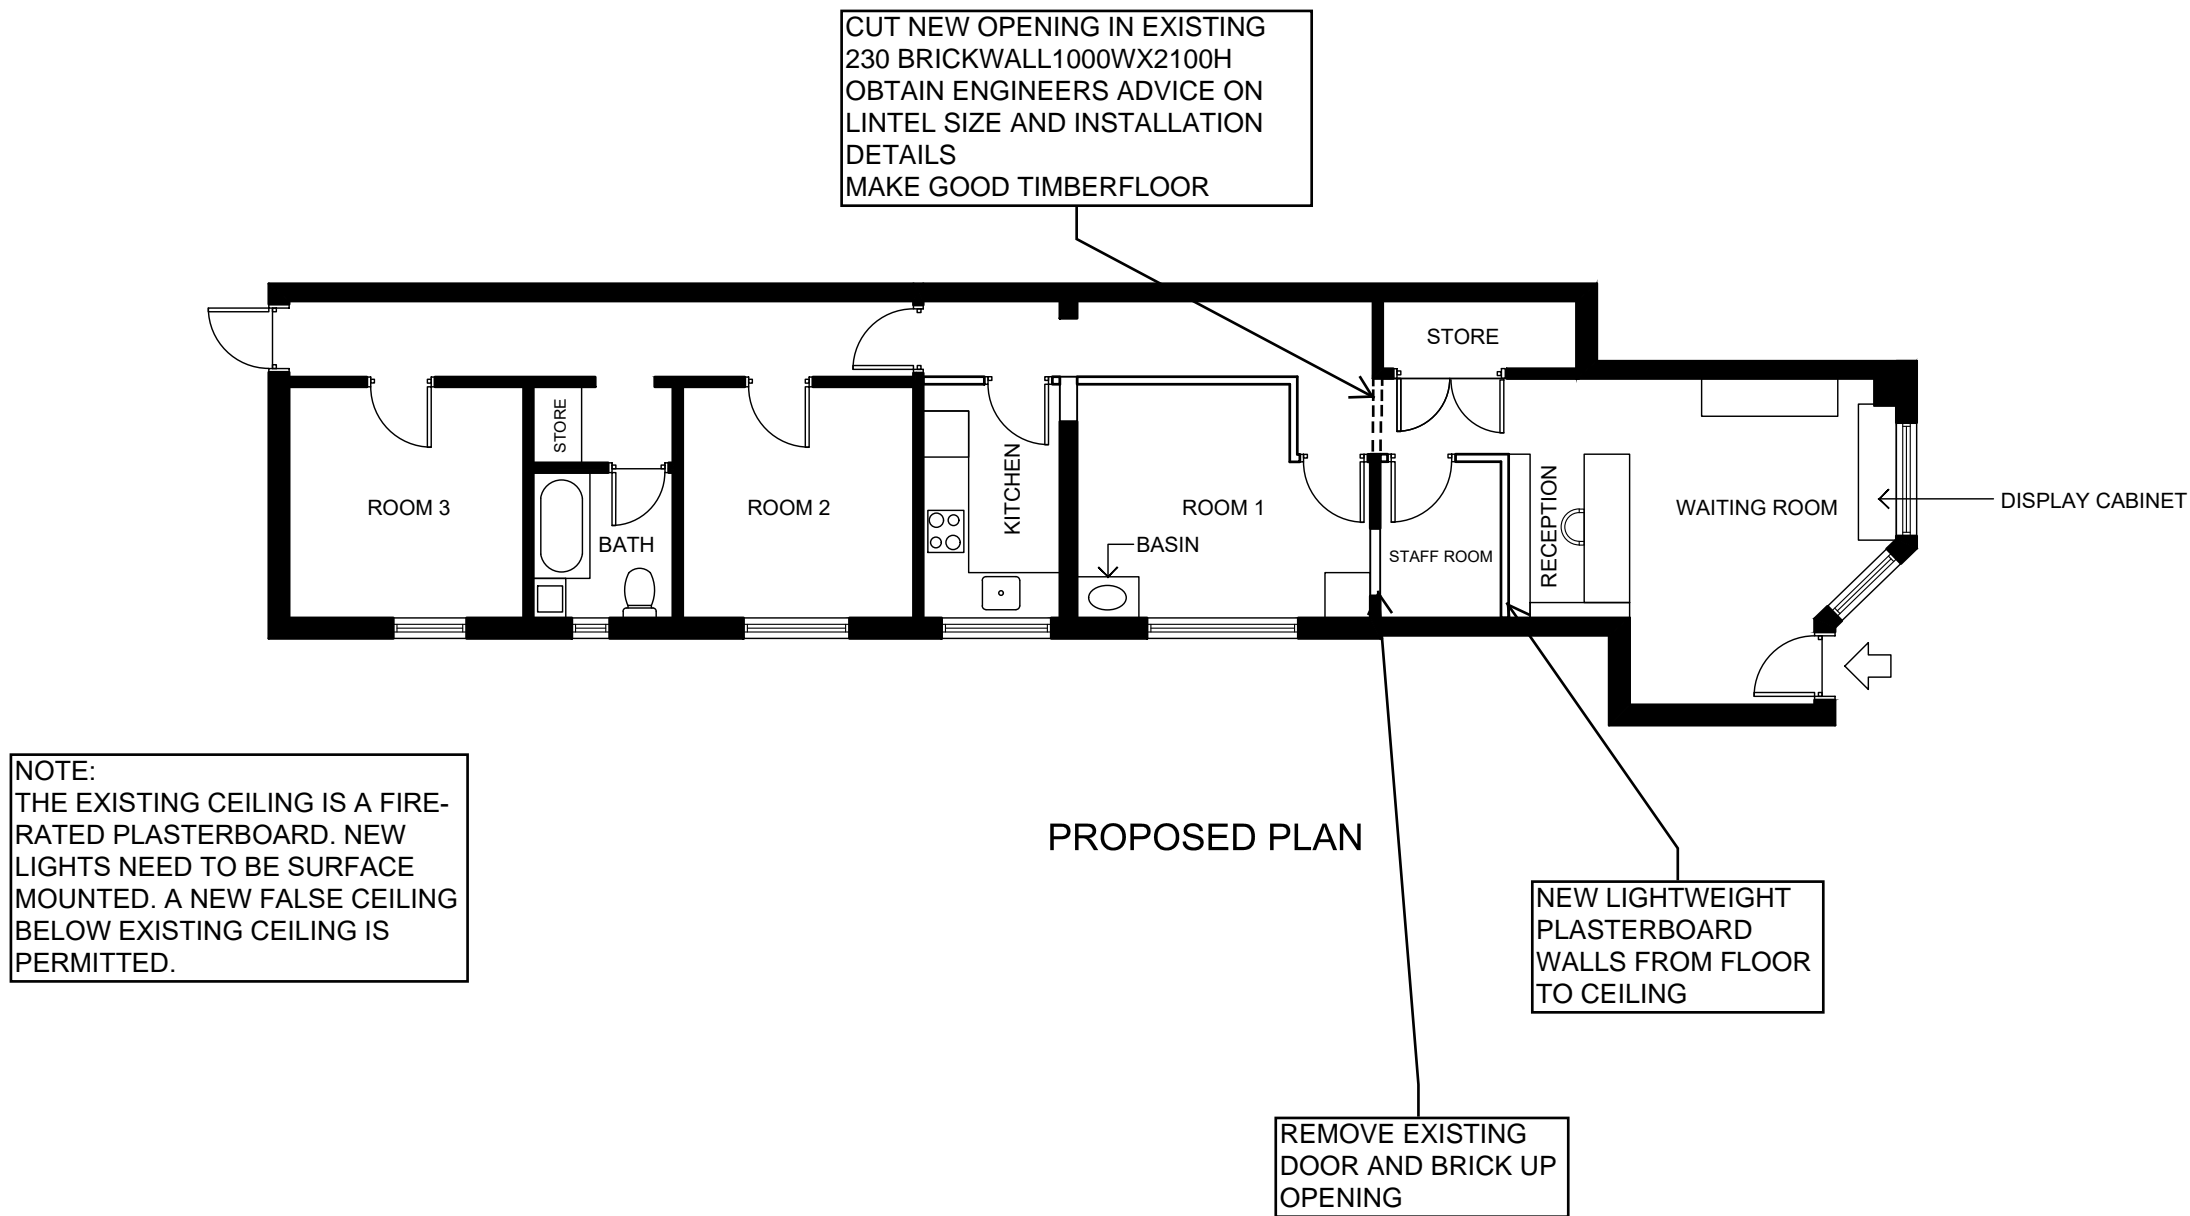 CUT NEW OPENING IN EXISTING
230 BRICKWALL1000WX2100H
OBTAIN ENGINEERS ADVICE ON
LINTEL SIZE AND INSTALLATION
DETAILS
MAKE GOOD TIMBERFLOOR
STORE
STORE
KITCHEN
RECEPTION
ROOM 3
ROOM 2
ROOM 1
WAITING ROOM
DISPLAY CABINET
BATH
BASIN
STAFF ROOM
NOTE:
THE EXISTING CEILING IS A FIRE-
RATED PLASTERBOARD. NEW
LIGHTS NEED TO BE SURFACE
MOUNTED. A NEW FALSE CEILING
BELOW EXISTING CEILING IS
PERMITTED.
PROPOSED PLAN
NEW LIGHTWEIGHT
PLASTERBOARD
WALLS FROM FLOOR
TO CEILING
REMOVE EXISTING
DOOR AND BRICK UP
OPENING